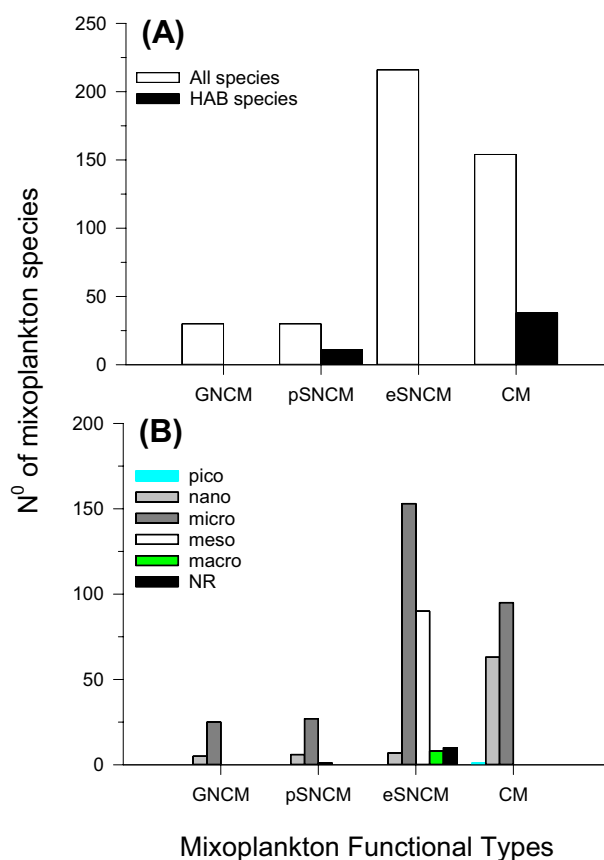 (A)
250
200
150
100
50
0
All species
HAB species
GNCM pSNCM eSNCM CM
(B)
200
150
100
50
0
pico
nano
micro
meso
macro
NR
GNCM pSNCM eSNCM CM
N⁰ of mixoplankton species
Mixoplankton Functional Types